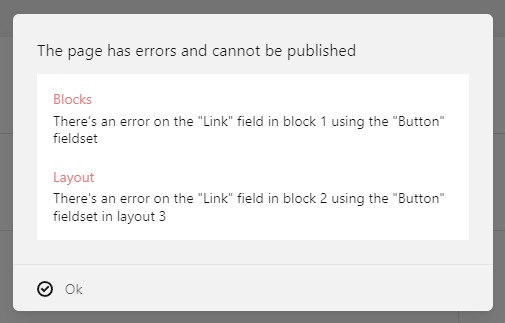 The page has errors and cannot be published
Blocks
There's an error on the "Link" field in block 1 using the "Button"
fieldset
Layout
There's an error on the "Link" field in block 2 using the "Button"
fieldset in layout 3
Ok